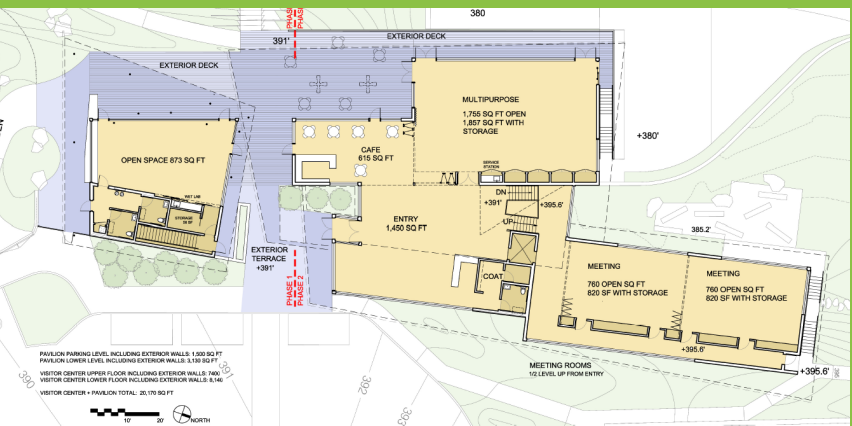 380
PHASE 1
PHASE 2
391'
EXTERIOR DECK
EXTERIOR DECK
MULTIPURPOSE
1,755 SQ FT OPEN
1,857 SQ FT WITH
STORAGE
+380'
CAFE
615 SQ FT
OPEN SPACE 873 SQ FT
SERVICE
STATION
WET LAB
STORAGE
DN
+391'
+395.6'
UP
ENTRY
1,450 SQ FT
385.2'
EXTERIOR
TERRACE
+391'
COAT
MEETING
760 OPEN SQ FT
820 SF WITH STORAGE
MEETING
760 OPEN SQ FT
820 SF WITH STORAGE
PHASE 1
PHASE 2
+395.6'
+395.6'
MEETING ROOMS
1/2 LEVEL UP FROM ENTRY
PAVILION PARKING LEVEL INCLUDING EXTERIOR WALLS: 1,500 SQ FT
PAVILION LOWER LEVEL INCLUDING EXTERIOR WALLS: 3,130 SQ FT
VISITOR CENTER UPPER FLOOR INCLUDING EXTERIOR WALLS: 7400
VISITOR CENTER LOWER FLOOR INCLUDING EXTERIOR WALLS: 8,140
VISITOR CENTER + PAVILION TOTAL: 20,170 SQ FT
390
391
392
393
10'
20'
NORTH